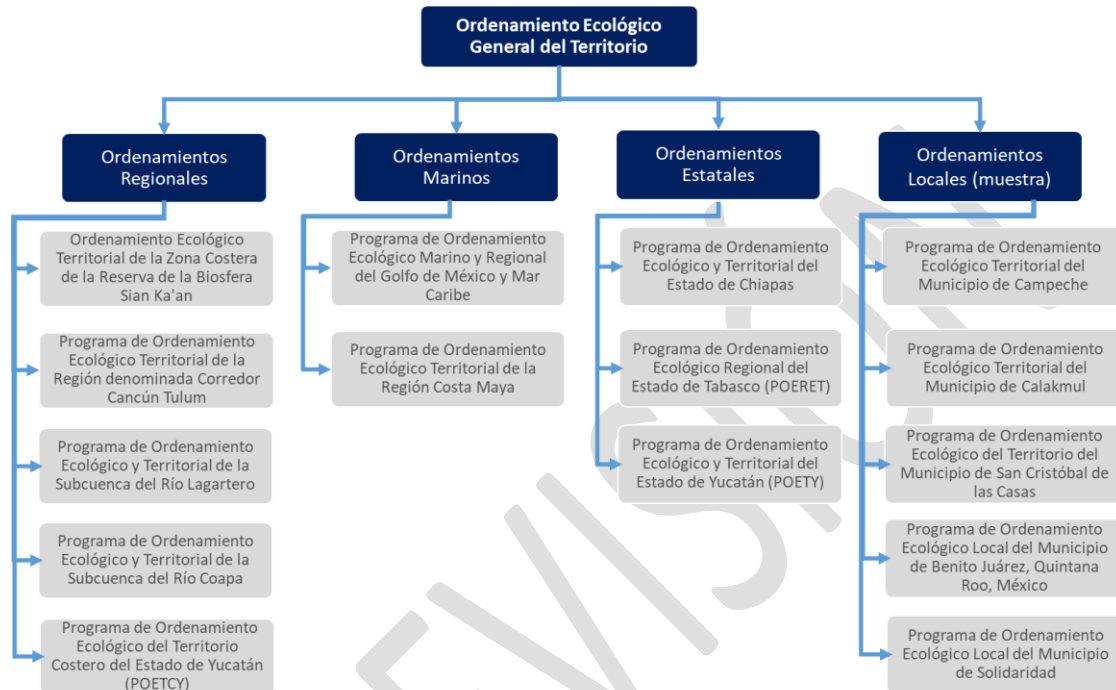 Ordenamiento Ecológico
General del Territorio
Ordenamientos
Regionales
Ordenamiento Ecológico
Territorial de la Zona Costera
de la Reserva de la Biosfera
Sian Ka'an
Programa de Ordenamiento
Ecológico Territorial de la
Región denominada Corredor
Cancún Tulum
Programa de Ordenamiento
Ecológico y Territorial de la
Subcuenca del Río Lagartero
Programa de Ordenamiento
Ecológico y Territorial de la
Subcuenca del Río Coapa
Programa de Ordenamiento
Ecológico del Territorio
Costero del Estado de Yucatán
(POETCY)
Ordenamientos
Marinos
Programa de Ordenamiento
Ecológico Marino y Regional
del Golfo de México y Mar
Caribe
Programa de Ordenamiento
Ecológico Territorial de la
Región Costa Maya
Ordenamientos
Estatales
Programa de Ordenamiento
Ecológico y Territorial del
Estado de Chiapas
Programa de Ordenamiento
Ecológico Regional del
Estado de Tabasco (POERET)
Programa de Ordenamiento
Ecológico y Territorial del
Estado de Yucatán (POETY)
Ordenamientos
Locales (muestra)
Programa de Ordenamiento
Ecológico Territorial del
Municipio de Campeche
Programa de Ordenamiento
Ecológico Territorial del
Municipio de Calakmul
Programa de Ordenamiento
Ecológico del Territorio del
Municipio de San Cristóbal de
las Casas
Programa de Ordenamiento
Ecológico Local del Municipio
de Benito Juárez, Quintana
Roo, México
Programa de Ordenamiento
Ecológico Local del Municipio
de Solidaridad